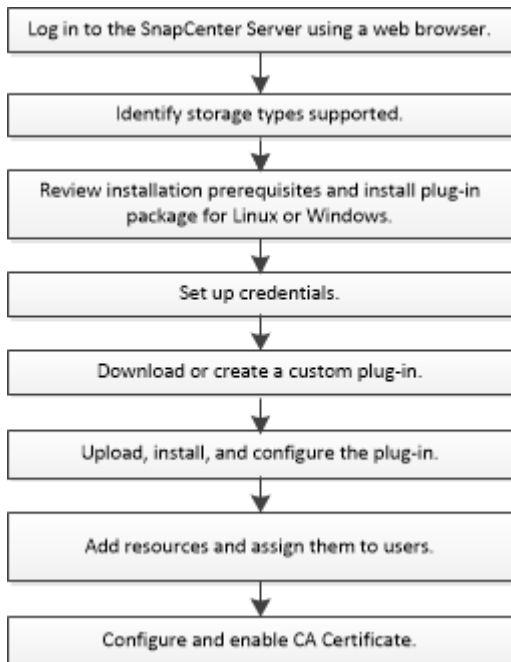 Log in to the SnapCenter Server using a web browser.
Identify storage types supported.
Review installation prerequisites and install plug-in
package for Linux or Windows.
Set up credentials.
Download or create a custom plug-in.
Upload, install, and configure the plug-in.
Add resources and assign them to users.
Configure and enable CA Certificate.